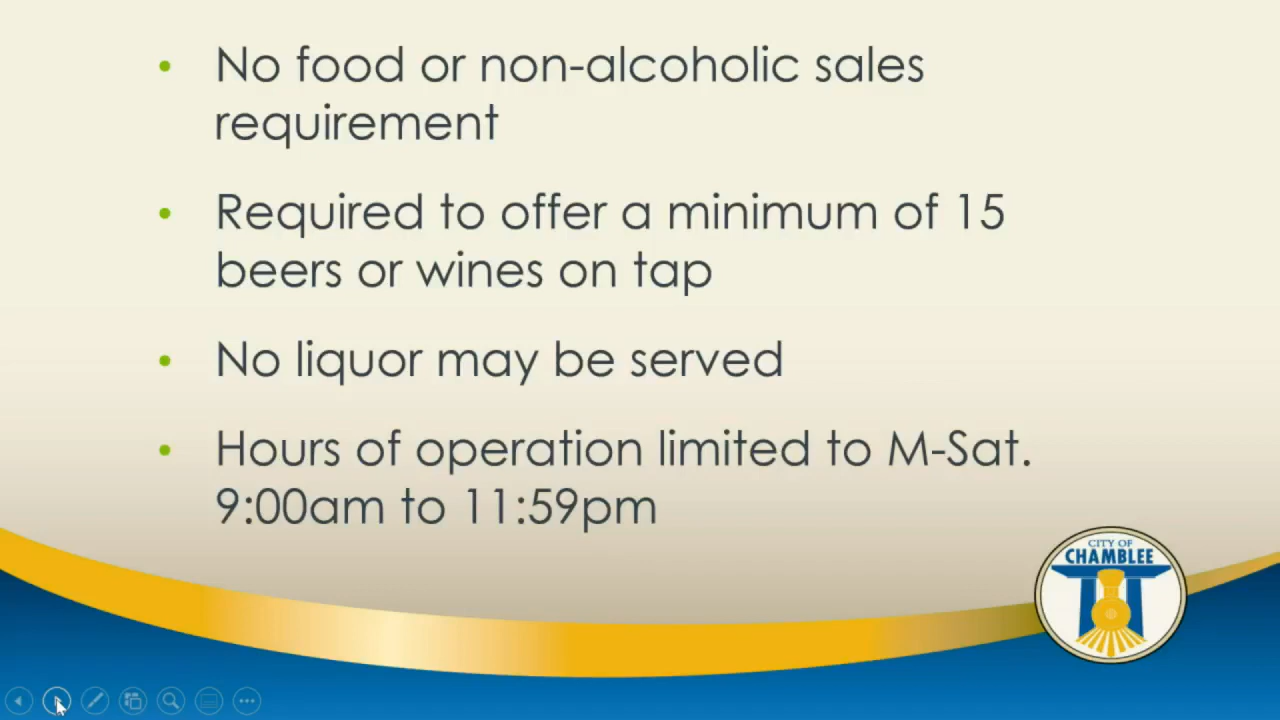 • No food or non-alcoholic sales
requirement
• Required to offer a minimum of 15
beers or wines on tap
• No liquor may be served
• Hours of operation limited to M-Sat.
9:00am to 11:59pm
CITY OF
CHAMBLEE